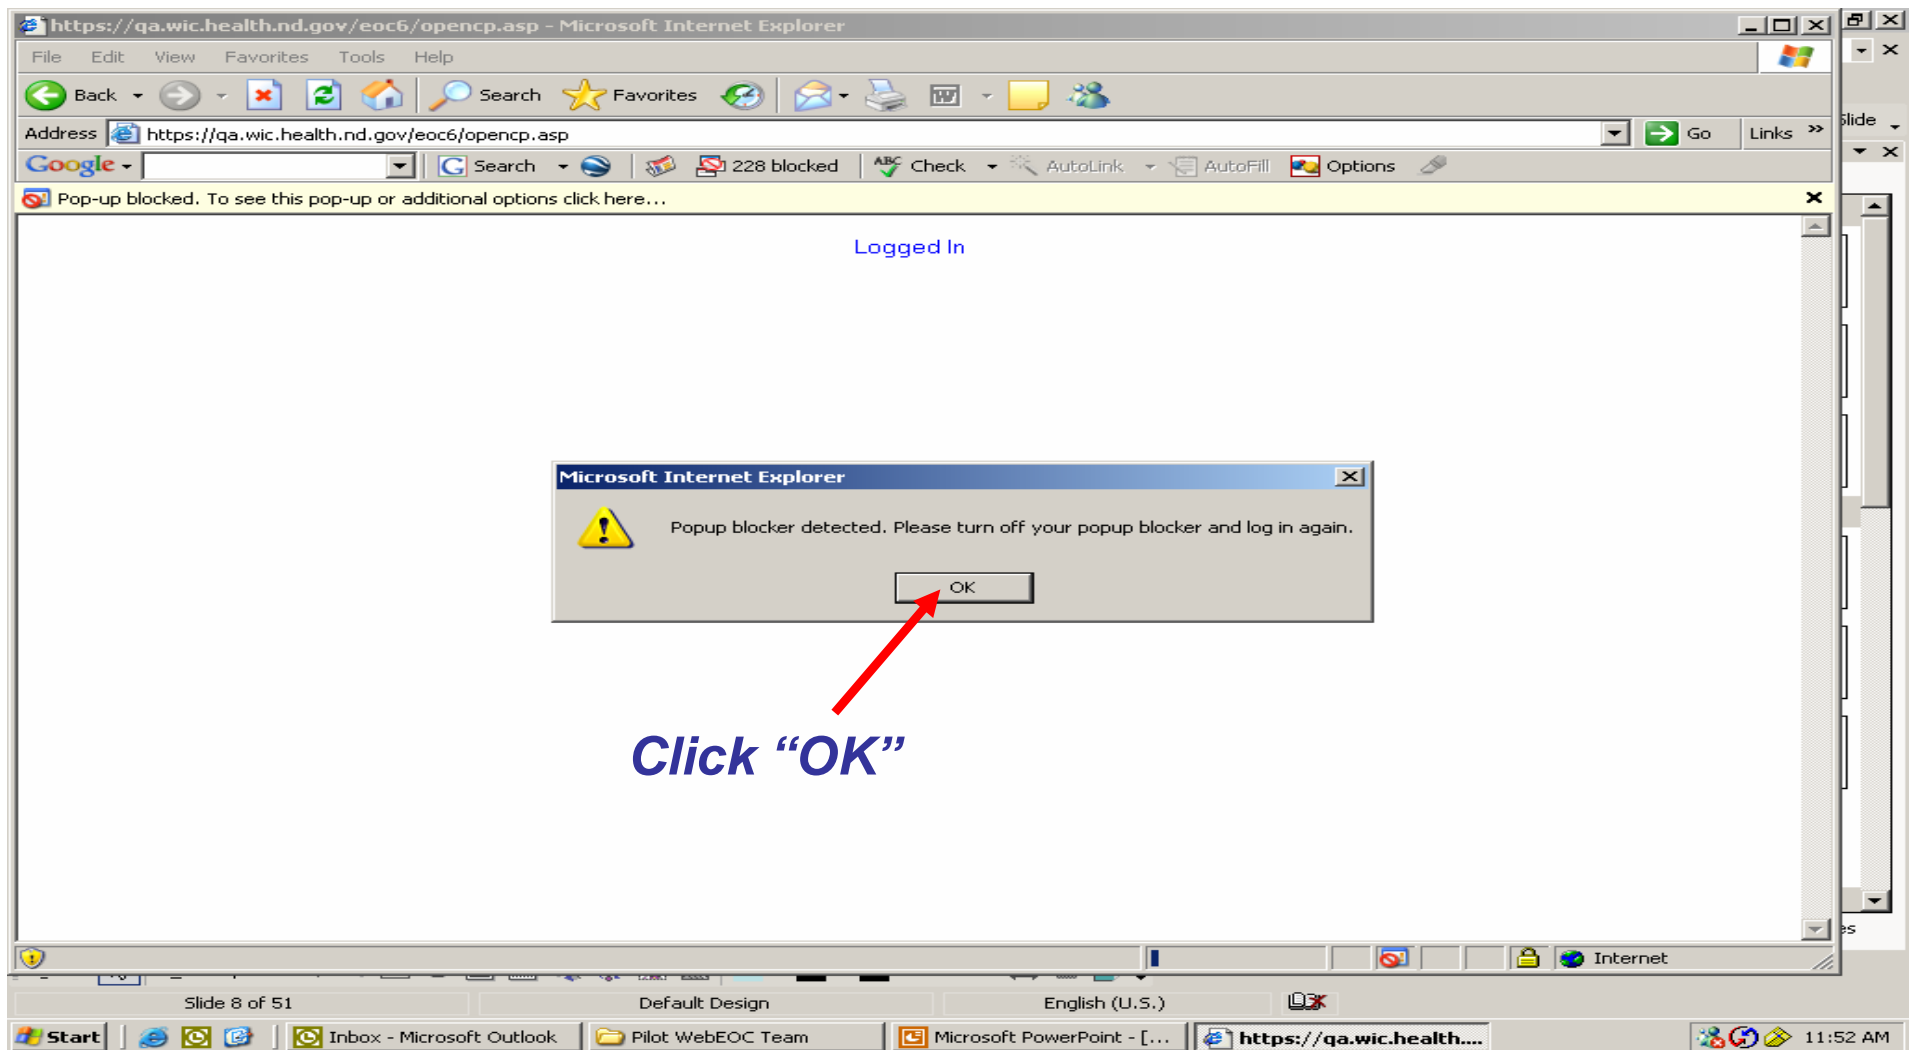 https://qa.wic.health.nd.gov/eoc6/opencp.asp - Microsoft Internet Explorer
File Edit View Favorites Tools Help
Back Search Favorites
Address https://qa.wic.health.nd.gov/eoc6/opencp.asp Go Links »
Google Search 228 blocked ABC Check AutoLink AutoFill Options
Pop-up blocked. To see this pop-up or additional options click here...
Logged In
Microsoft Internet Explorer
Popup blocker detected. Please turn off your popup blocker and log in again.
OK
Click “OK”
Internet
Slide 8 of 51 Default Design English (U.S.)
Start Inbox - Microsoft Outlook Pilot WebEOC Team Microsoft PowerPoint - [... https://qa.wic.health.... 11:52 AM